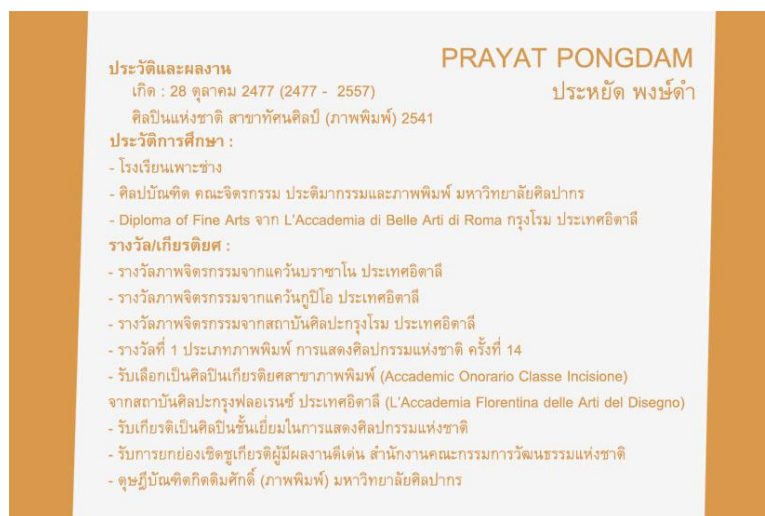 PRAYAT PONGDAM
ประหยัด พงษ์ดำ
ประวัติและผลงาน
เกิด : 28 ตุลาคม 2477 (2477 - 2557)
ศิลปินแห่งชาติ สาขาทัศนศิลป์ (ภาพพิมพ์) 2541
ประวัติการศึกษา :
- โรงเรียนเพาะช่าง
- ศิลปบัณฑิต คณะจิตรกรรม ประติมากรรมและภาพพิมพ์ มหาวิทยาลัยศิลปากร
- Diploma of Fine Arts จาก L'Accademia di Belle Arti di Roma กรุงโรม ประเทศอิตาลี
รางวัล/เกียรติยศ :
- รางวัลภาพจิตรกรรมจากแคว้นบราซาโน ประเทศอิตาลี
- รางวัลภาพจิตรกรรมจากแคว้นกูปิโอ ประเทศอิตาลี
- รางวัลภาพจิตรกรรมจากสถาบันศิลปะกรุงโรม ประเทศอิตาลี
- รางวัลที่ 1 ประเภทภาพพิมพ์ การแสดงศิลปกรรมแห่งชาติ ครั้งที่ 14
- รับเลือกเป็นศิลปินเกียรติยศสาขาภาพพิมพ์ (Accademic Onorario Classe Incisione)
จากสถาบันศิลปะกรุงฟลอเรนซ์ ประเทศอิตาลี (L'Accademia Florentina delle Arti del Disegno)
- รับเกียรติเป็นศิลปินชั้นเยี่ยมในการแสดงศิลปกรรมแห่งชาติ
- รับการยกย่องเชิดชูเกียรติผู้มีผลงานดีเด่น สำนักงานคณะกรรมการวัฒนธรรมแห่งชาติ
- ดุษฎีบัณฑิตกิตติมศักดิ์ (ภาพพิมพ์) มหาวิทยาลัยศิลปากร